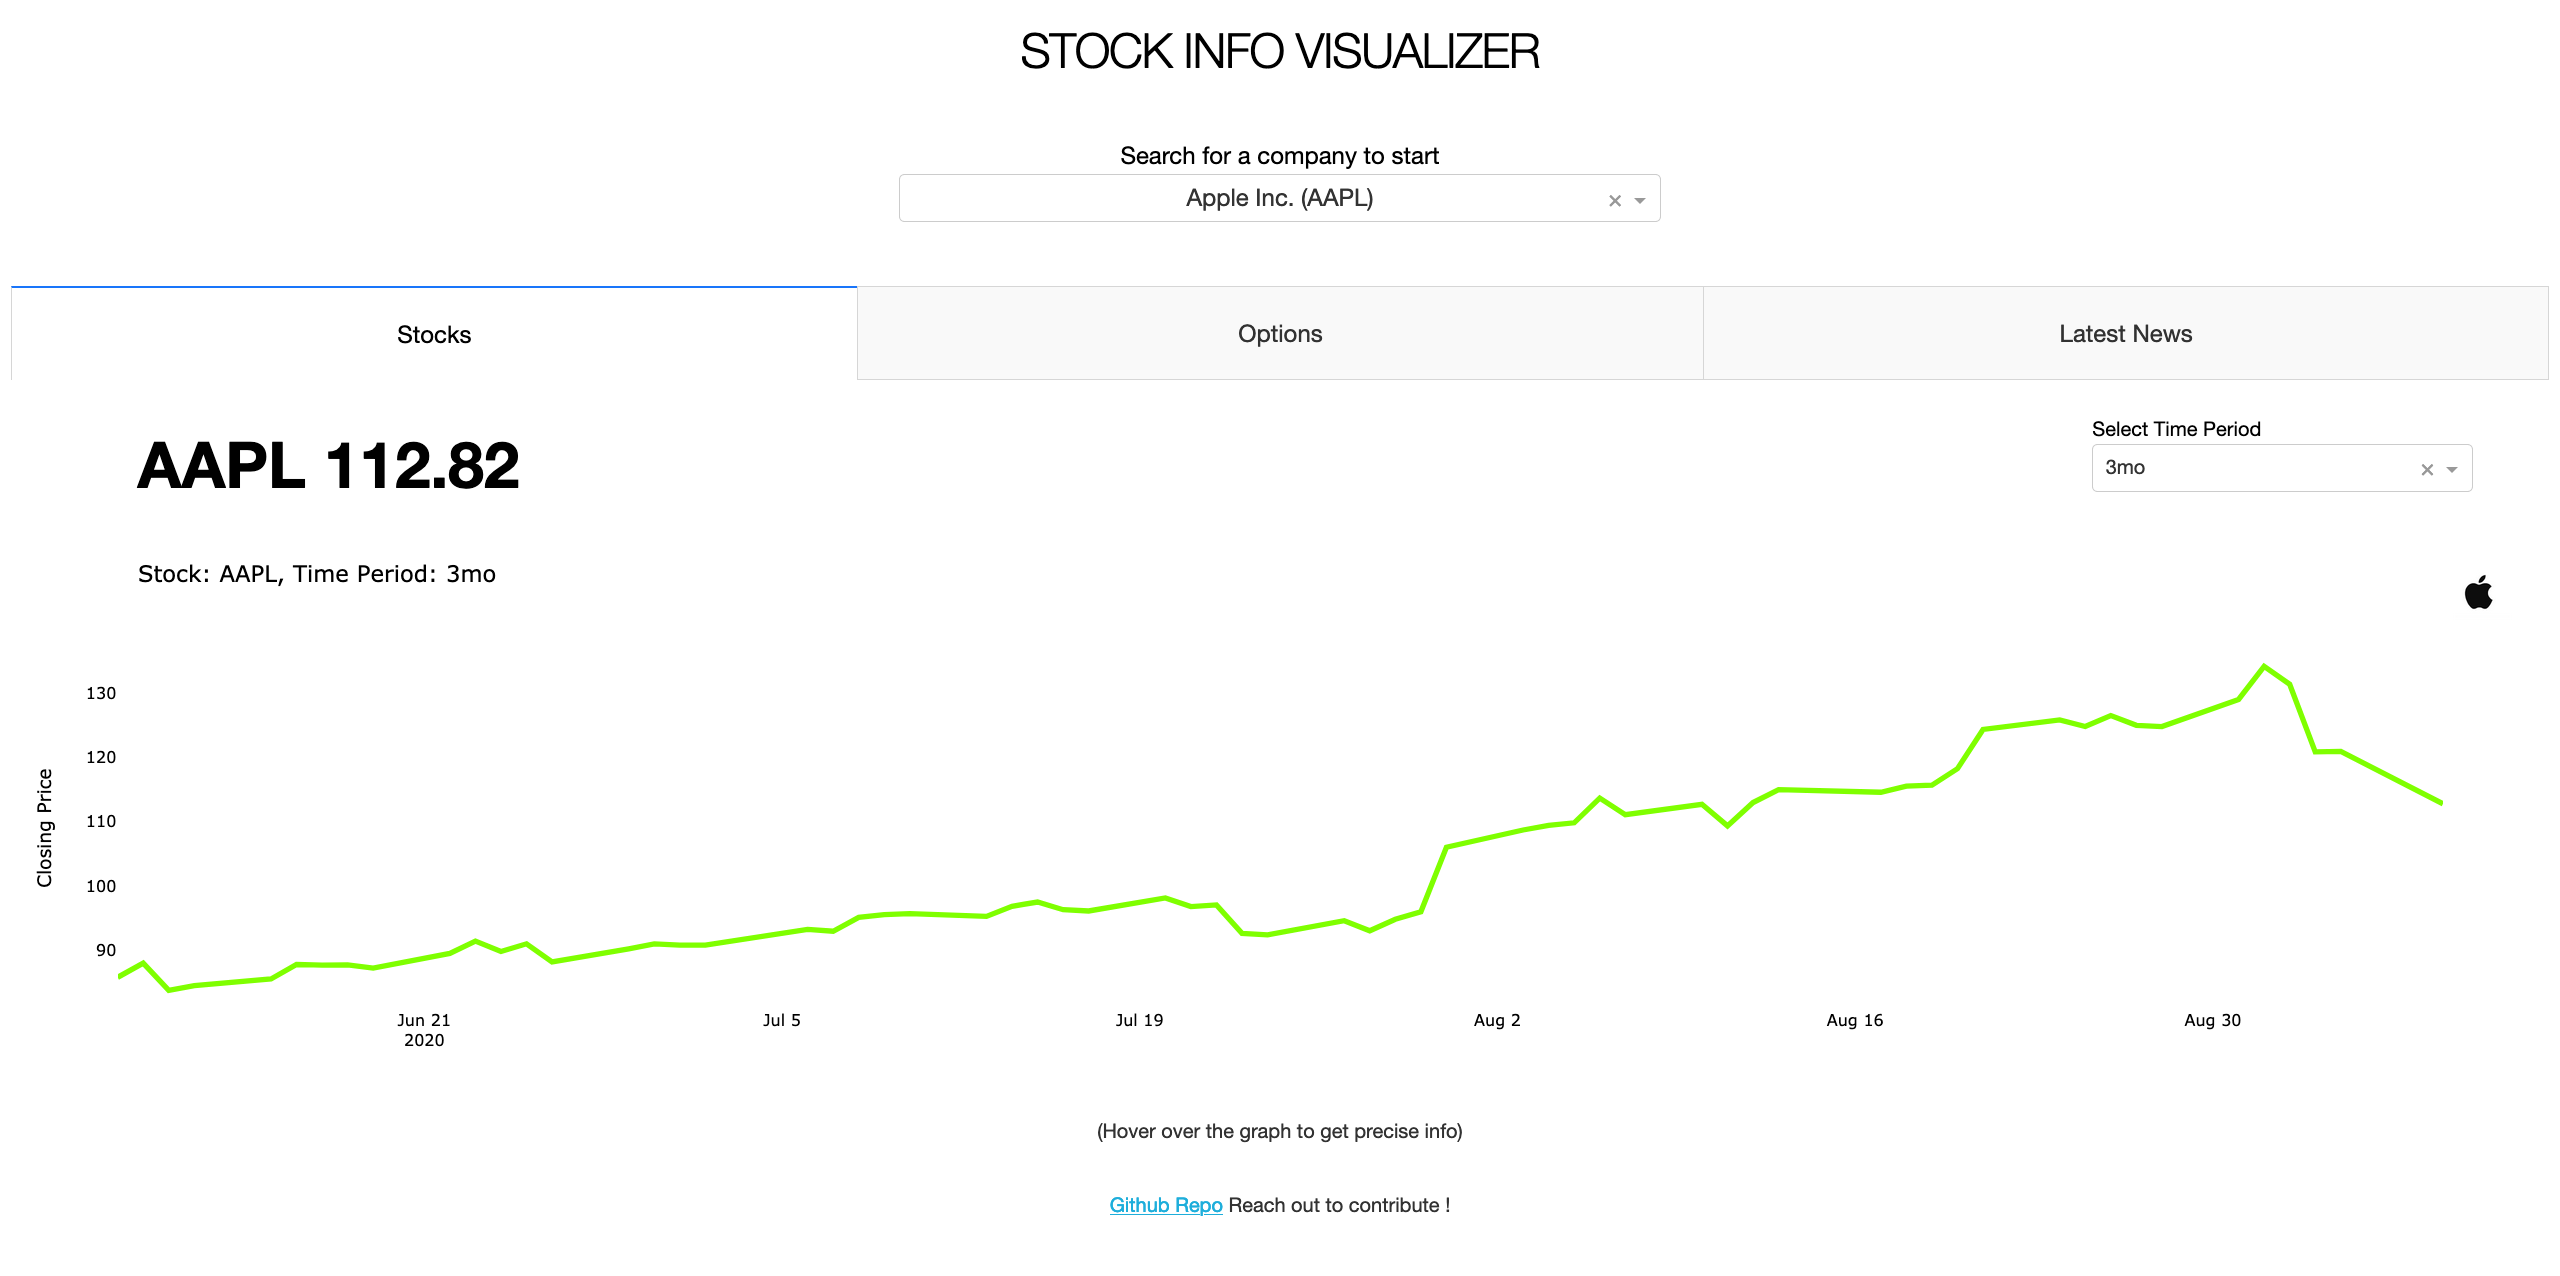 STOCK INFO VISUALIZER
Search for a company to start
Apple Inc. (AAPL)
Stocks
Options
Latest News
AAPL 112.82
Select Time Period
3mo
Stock: AAPL, Time Period: 3mo
Closing Price
130
120
110
100
90
Jun 21
2020
Jul 5
Jul 19
Aug 2
Aug 16
Aug 30
(Hover over the graph to get precise info)
Github Repo Reach out to contribute !